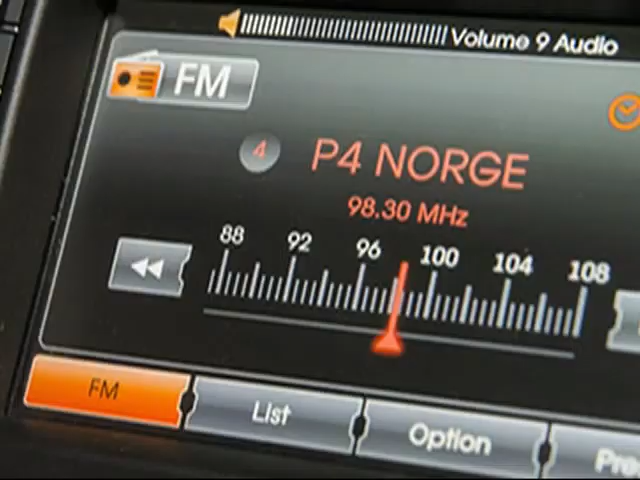 Volume 9 Audio
FM
4 P4 NORGE
98.30 MHz
88 92 96 100 104 108
FM List Option